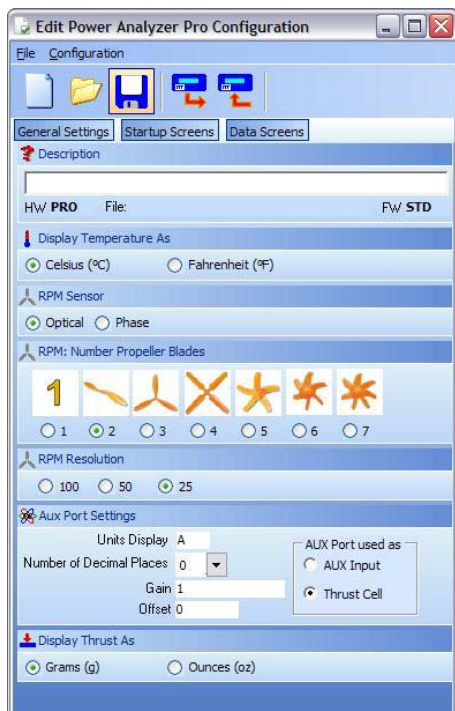 Edit Power Analyzer Pro Configuration
File Configuration
General Settings Startup Screens Data Screens
Description
HW PRO File: FW STD
Display Temperature As
Celsius (ºC) Fahrenheit (ºF)
RPM Sensor
Optical Phase
RPM: Number Propeller Blades
1
1 2 3 4 5 6 7
RPM Resolution
100 50 25
Aux Port Settings
Units Display A
Number of Decimal Places 0
Gain 1
Offset 0
AUX Port used as
AUX Input
Thrust Cell
Display Thrust As
Grams (g) Ounces (oz)